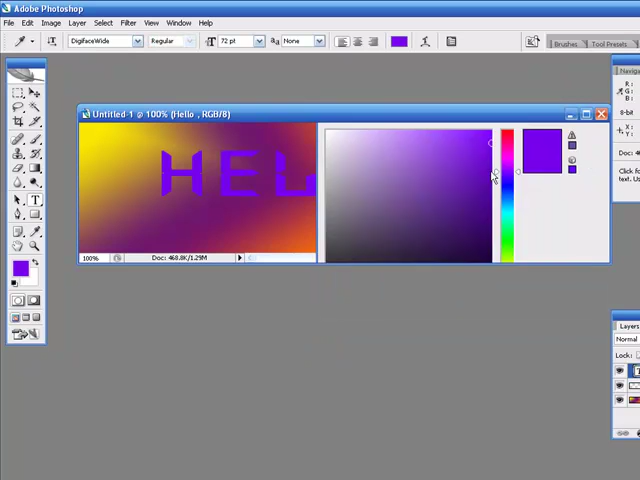 Adobe Photoshop
File Edit Image Layer Select Filter View Window Help
DigifaceWide Regular 72 pt aa None Brushes Tool Presets
Naviga
R:
G:
B:
8-bit
X:
Y:
Doc: 4
Click fo
text. Us
Untitled-1 @ 100% (Hello , RGB/8)
HEL
100% Doc: 468.8K/1.29M
Layers
Normal
Lock: